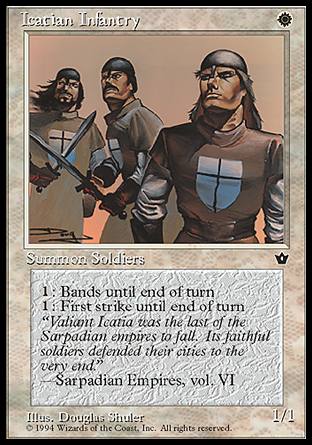 Icatian Infantry
Summon Soldiers
1: Bands until end of turn
1: First strike until end of turn
“Valiant Icatia was the last of the
Sarpadian empires to fall. Its faithful
soldiers defended their cities to the
very end.”
—Sarpadian Empires, vol. VI
1/1
Illus. Douglas Shuler
© 1994 Wizards of the Coast, Inc. All rights reserved.